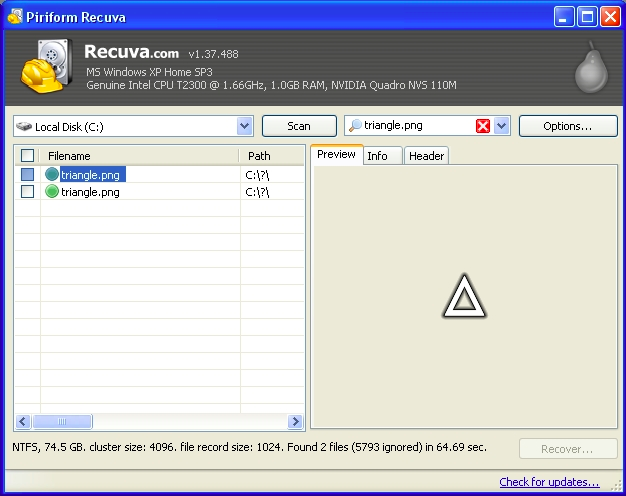 Piriform Recuva
Recuva.com v1.37.488
MS Windows XP Home SP3
Genuine Intel CPU T2300 @ 1.66GHz, 1.0GB RAM, NVIDIA Quadro NVS 110M
Local Disk (C:) Scan triangle.png Options...
Filename Path Preview Info Header
triangle.png C:\?\
triangle.png C:\?\
NTFS, 74.5 GB. cluster size: 4096. file record size: 1024. Found 2 files (5793 ignored) in 64.69 sec. Recover...
Check for updates...